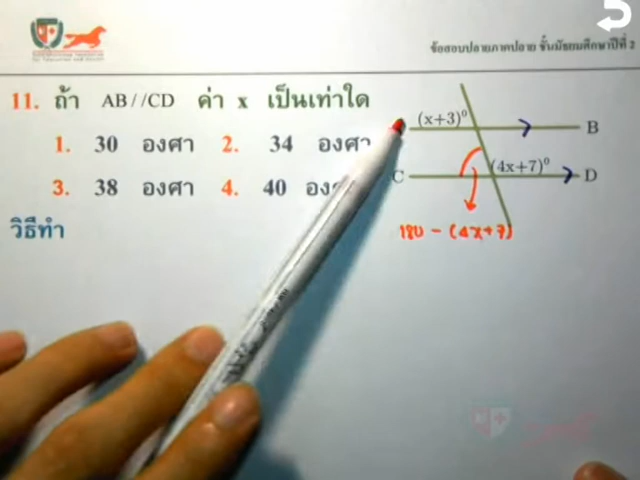 ข้อสอบปลายภาคปลาย ชั้นมัธยมศึกษาปีที่ 2
11. ถ้า AB//CD ค่า x เป็นเท่าใด
1. 30 องศา 2. 34 องศา
3. 38 องศา 4. 40
วิธีทำ
(x+3)⁰ B
C (4x+7)⁰ D
180 - (4x+7)